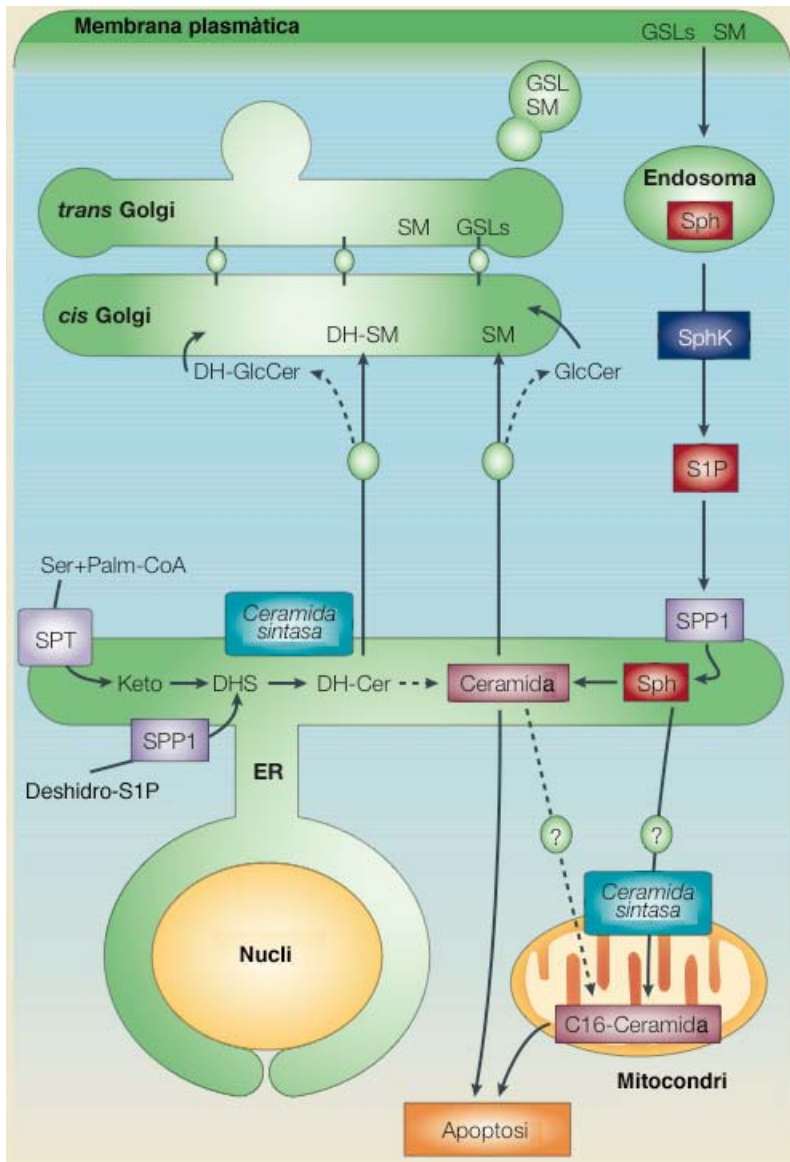 Membrana plasmàtica
GSLs SM
GSL
SM
Endosoma
Sph
trans Golgi
SM GSLs
cis Golgi
DH-SM
SM
SphK
DH-GlcCer
GlcCer
S1P
Ser+Palm-CoA
Ceramida
sintasa
SPP1
SPT
Keto
DHS
DH-Cer
Ceramida
Sph
SPP1
ER
Deshidro-S1P
?
?
Ceramida
sintasa
Nucli
C16-Ceramida
Mitocondri
Apoptosi